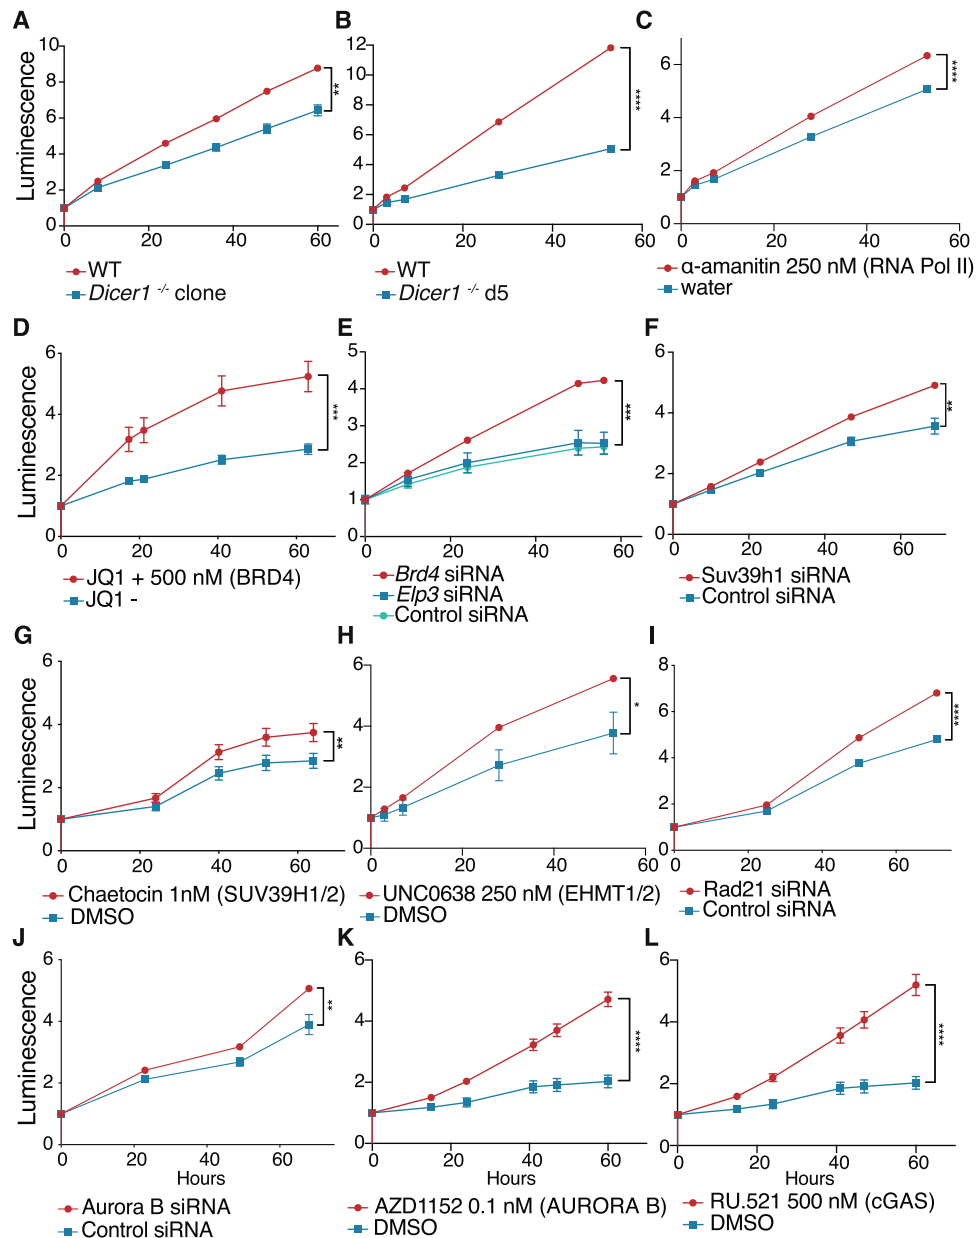 A
B
C
Luminescence
10
8
6
4
2
0
0 20 40 60
**
WT
Dicer1 -/- clone
12
10
8
6
4
2
0
0 20 40 60
****
WT
Dicer1 -/- d5
6
4
2
0
0 20 40 60
****
α-amanitin 250 nM (RNA Pol II)
water
D
E
F
Luminescence
6
4
2
0
0 20 40 60
***
JQ1 + 500 nM (BRD4)
JQ1 -
5
4
3
2
1
0
0 20 40 60
***
Brd4 siRNA
Elp3 siRNA
Control siRNA
6
4
2
0
0 20 40 60
**
Suv39h1 siRNA
Control siRNA
G
H
I
Luminescence
6
4
2
0
0 20 40 60
**
Chaetocin 1nM (SUV39H1/2)
DMSO
6
4
2
0
0 20 40 60
*
UNC0638 250 nM (EHMT1/2)
DMSO
8
6
4
2
0
0 20 40 60
****
Rad21 siRNA
Control siRNA
J
K
L
Luminescence
6
4
2
0
0 20 40 60
Hours
**
Aurora B siRNA
Control siRNA
6
4
2
0
0 20 40 60
Hours
****
AZD1152 0.1 nM (AURORA B)
DMSO
6
4
2
0
0 20 40 60
Hours
****
RU.521 500 nM (cGAS)
DMSO